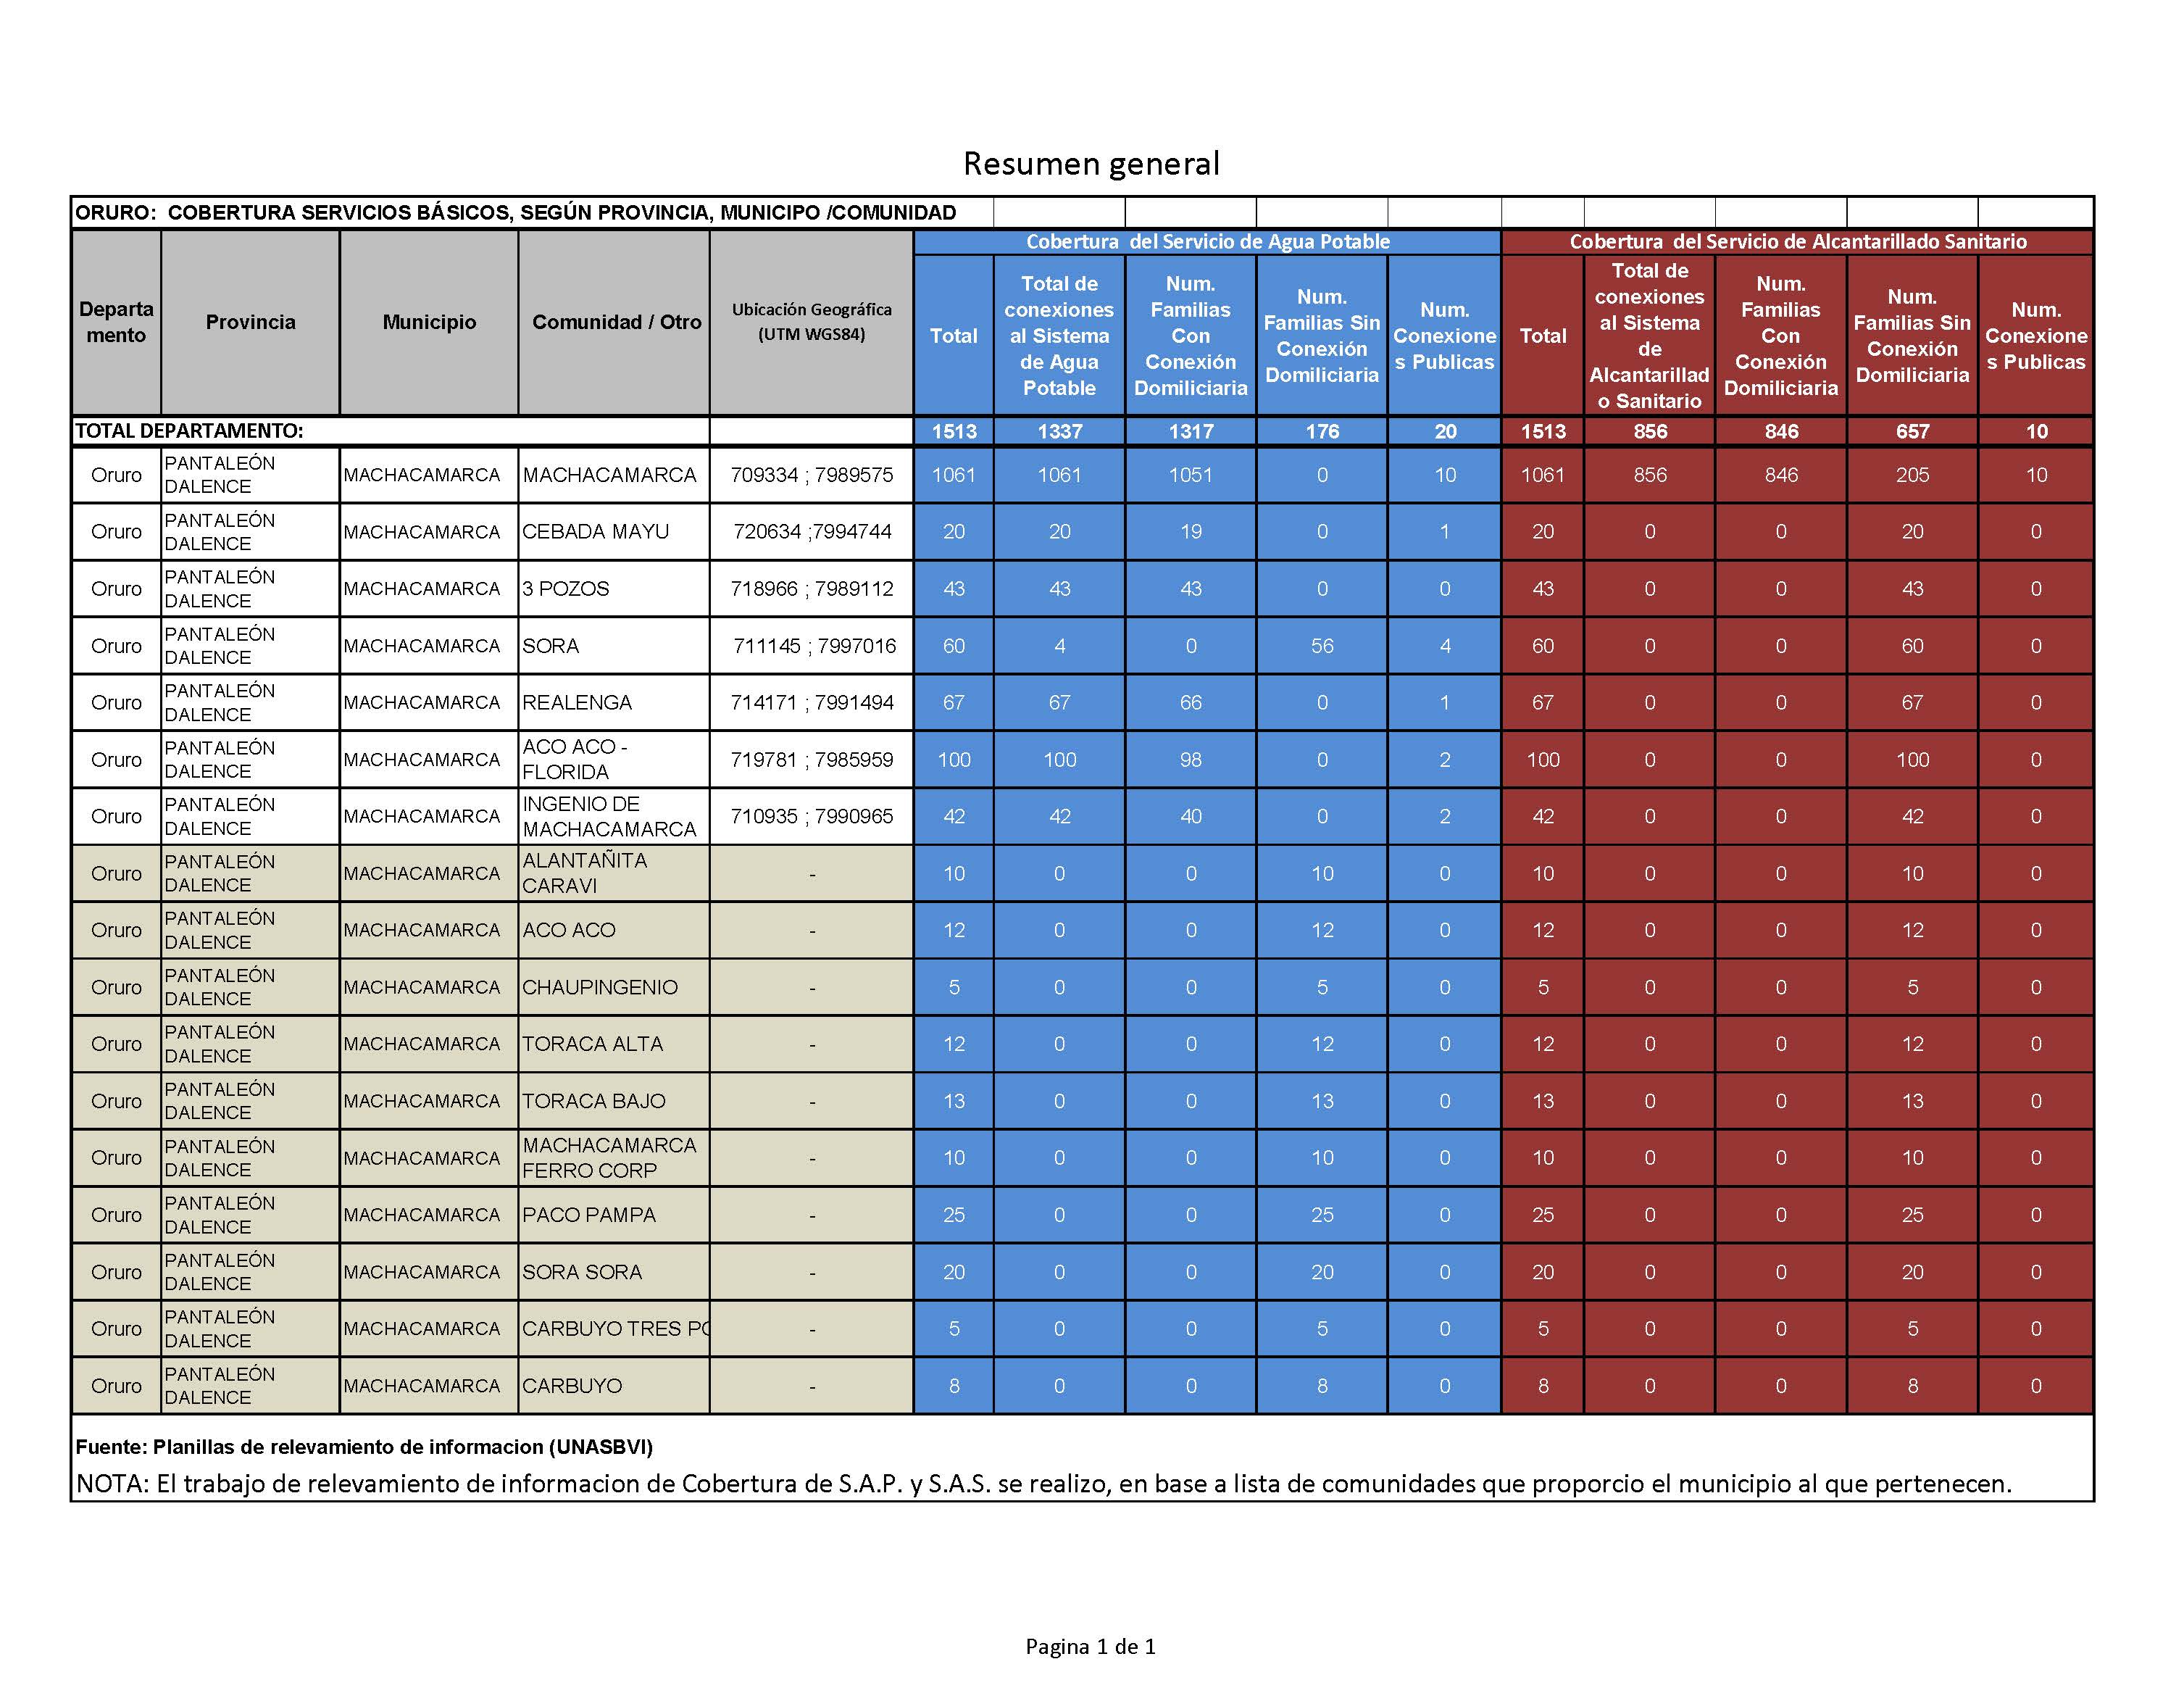 Resumen general
ORURO: COBERTURA SERVICIOS BÁSICOS, SEGÚN PROVINCIA, MUNICIPO /COMUNIDAD
Cobertura del Servicio de Agua Potable Cobertura del Servicio de Alcantarillado Sanitario
Departa
mento
Provincia
Municipio
Comunidad / Otro
Ubicación Geográfica
(UTM WGS84)
Total
Total de
conexiones
al Sistema
de Agua
Potable
Num.
Familias
Con
Conexión
Domiliciaria
Num.
Familias Sin
Conexión
Domiliciaria
Num.
Conexione
s Publicas
Total
Total de
conexiones
al Sistema
de
Alcantarillad
o Sanitario
Num.
Familias
Con
Conexión
Domiliciaria
Num.
Familias Sin
Conexión
Domiliciaria
Num.
Conexione
s Publicas
TOTAL DEPARTAMENTO: 1513 1337 1317 176 20 1513 856 846 657 10
Oruro PANTALEÓN DALENCE MACHACAMARCA MACHACAMARCA 709334 ; 7989575 1061 1061 1051 0 10 1061 856 846 205 10
Oruro PANTALEÓN DALENCE MACHACAMARCA CEBADA MAYU 720634 ;7994744 20 20 19 0 1 20 0 0 20 0
Oruro PANTALEÓN DALENCE MACHACAMARCA 3 POZOS 718966 ; 7989112 43 43 43 0 0 43 0 0 43 0
Oruro PANTALEÓN DALENCE MACHACAMARCA SORA 711145 ; 7997016 60 4 0 56 4 60 0 0 60 0
Oruro PANTALEÓN DALENCE MACHACAMARCA REALENGA 714171 ; 7991494 67 67 66 0 1 67 0 0 67 0
Oruro PANTALEÓN DALENCE MACHACAMARCA ACO ACO - FLORIDA 719781 ; 7985959 100 100 98 0 2 100 0 0 100 0
Oruro PANTALEÓN DALENCE MACHACAMARCA INGENIO DE MACHACAMARCA 710935 ; 7990965 42 42 40 0 2 42 0 0 42 0
Oruro PANTALEÓN DALENCE MACHACAMARCA ALANTAÑITA CARAVI - 10 0 0 10 0 10 0 0 10 0
Oruro PANTALEÓN DALENCE MACHACAMARCA ACO ACO - 12 0 0 12 0 12 0 0 12 0
Oruro PANTALEÓN DALENCE MACHACAMARCA CHAUPINGENIO - 5 0 0 5 0 5 0 0 5 0
Oruro PANTALEÓN DALENCE MACHACAMARCA TORACA ALTA - 12 0 0 12 0 12 0 0 12 0
Oruro PANTALEÓN DALENCE MACHACAMARCA TORACA BAJO - 13 0 0 13 0 13 0 0 13 0
Oruro PANTALEÓN DALENCE MACHACAMARCA MACHACAMARCA FERRO CORP - 10 0 0 10 0 10 0 0 10 0
Oruro PANTALEÓN DALENCE MACHACAMARCA PACO PAMPA - 25 0 0 25 0 25 0 0 25 0
Oruro PANTALEÓN DALENCE MACHACAMARCA SORA SORA - 20 0 0 20 0 20 0 0 20 0
Oruro PANTALEÓN DALENCE MACHACAMARCA CARBUYO TRES - 5 0 0 5 0 5 0 0 5 0
Oruro PANTALEÓN DALENCE MACHACAMARCA CARBUYO - 8 0 0 8 0 8 0 0 8 0
Fuente: Planillas de relevamiento de informacion (UNASBVI)
NOTA: El trabajo de relevamiento de informacion de Cobertura de S.A.P. y S.A.S. se realizo, en base a lista de comunidades que proporcio el municipio al que pertenecen.
Pagina 1 de 1